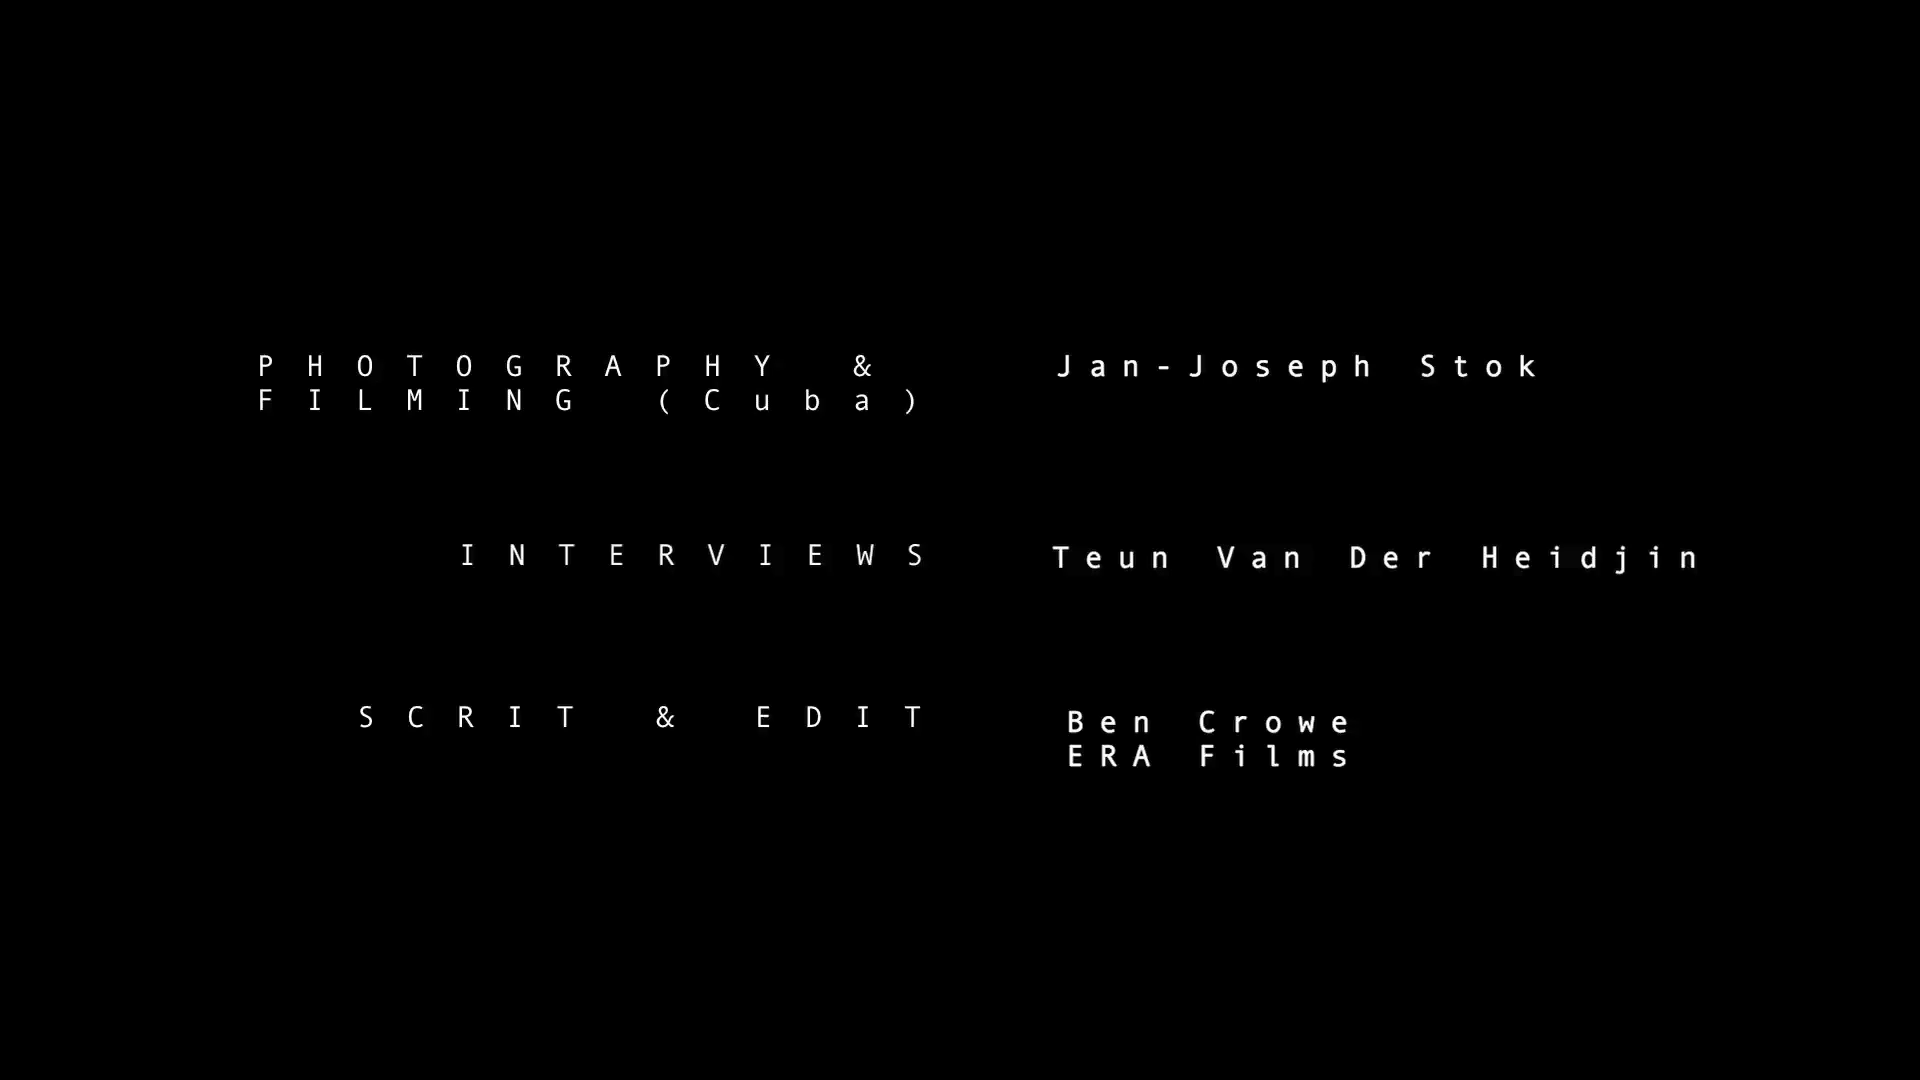 PHOTOGRAPHY & Jan-Joseph Stok
FILMING (Cuba)
INTERVIEWS Teun Van Der Heidjin
SCRIT & EDIT Ben Crowe
ERA Films